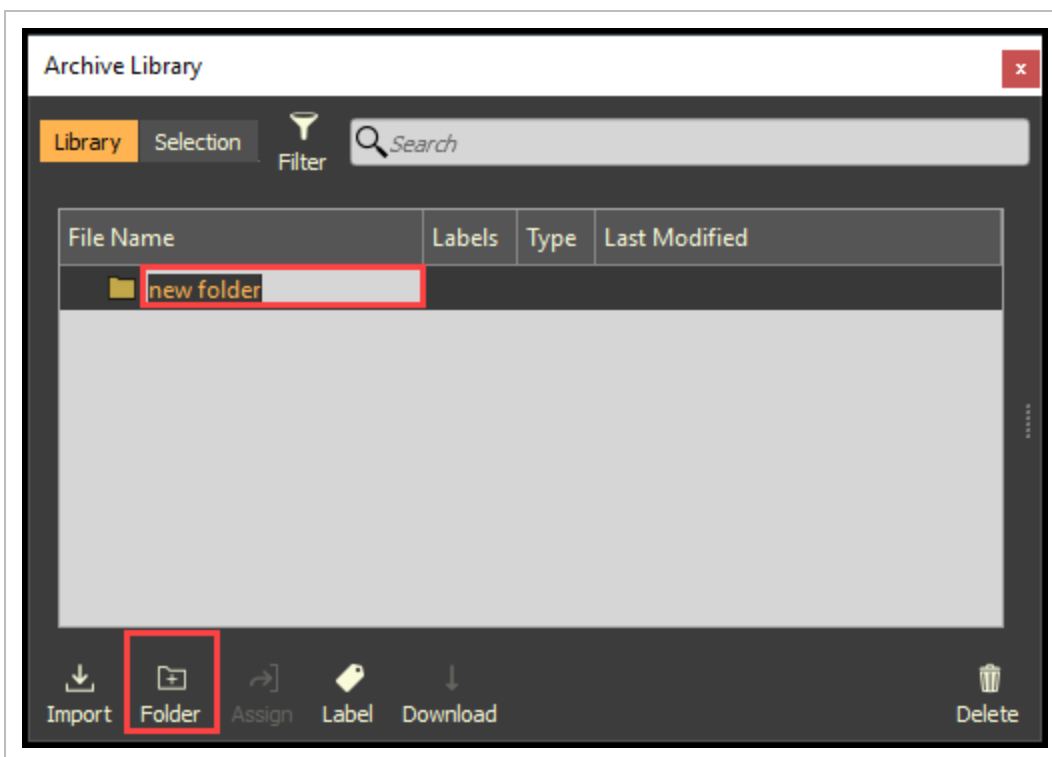 Archive Library
x
Library Selection Filter Search
File Name Labels Type Last Modified
new folder
Import Folder Assign Label Download Delete